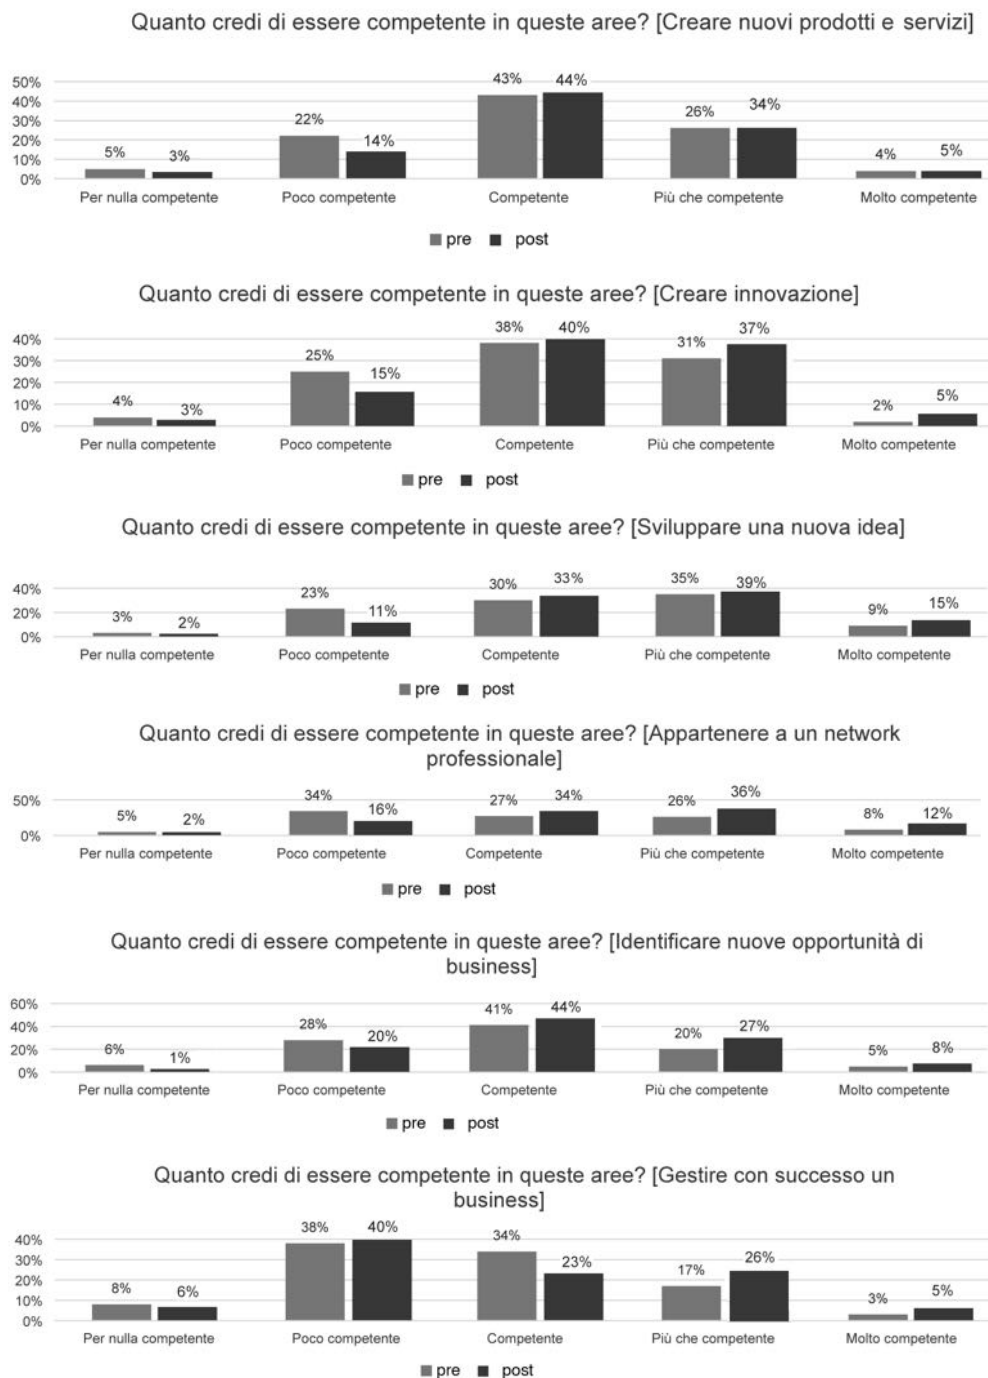 Quanto credi di essere competente in queste aree? [Creare nuovi prodotti e servizi]
50%
40%
30%
20%
10%
0%
5%
3%
22%
14%
43%
44%
26%
34%
4%
5%
Per nulla competente
Poco competente
Competente
Più che competente
Molto competente
pre post
Quanto credi di essere competente in queste aree? [Creare innovazione]
40%
30%
20%
10%
0%
4%
3%
25%
15%
38%
40%
31%
37%
2%
5%
Per nulla competente
Poco competente
Competente
Più che competente
Molto competente
pre post
Quanto credi di essere competente in queste aree? [Sviluppare una nuova idea]
40%
20%
0%
3%
2%
23%
11%
30%
33%
35%
39%
9%
15%
Per nulla competente
Poco competente
Competente
Più che competente
Molto competente
pre post
Quanto credi di essere competente in queste aree? [Appartenere a un network
professionale]
50%
0%
5%
2%
34%
16%
27%
34%
26%
36%
8%
12%
Per nulla competente
Poco competente
Competente
Più che competente
Molto competente
pre post
Quanto credi di essere competente in queste aree? [Identificare nuove opportunità di
business]
60%
40%
20%
0%
6%
1%
28%
20%
41%
44%
20%
27%
5%
8%
Per nulla competente
Poco competente
Competente
Più che competente
Molto competente
pre post
Quanto credi di essere competente in queste aree? [Gestire con successo un
business]
40%
30%
20%
10%
0%
8%
6%
38%
40%
34%
23%
17%
26%
3%
5%
Per nulla competente
Poco competente
Competente
Più che competente
Molto competente
pre post